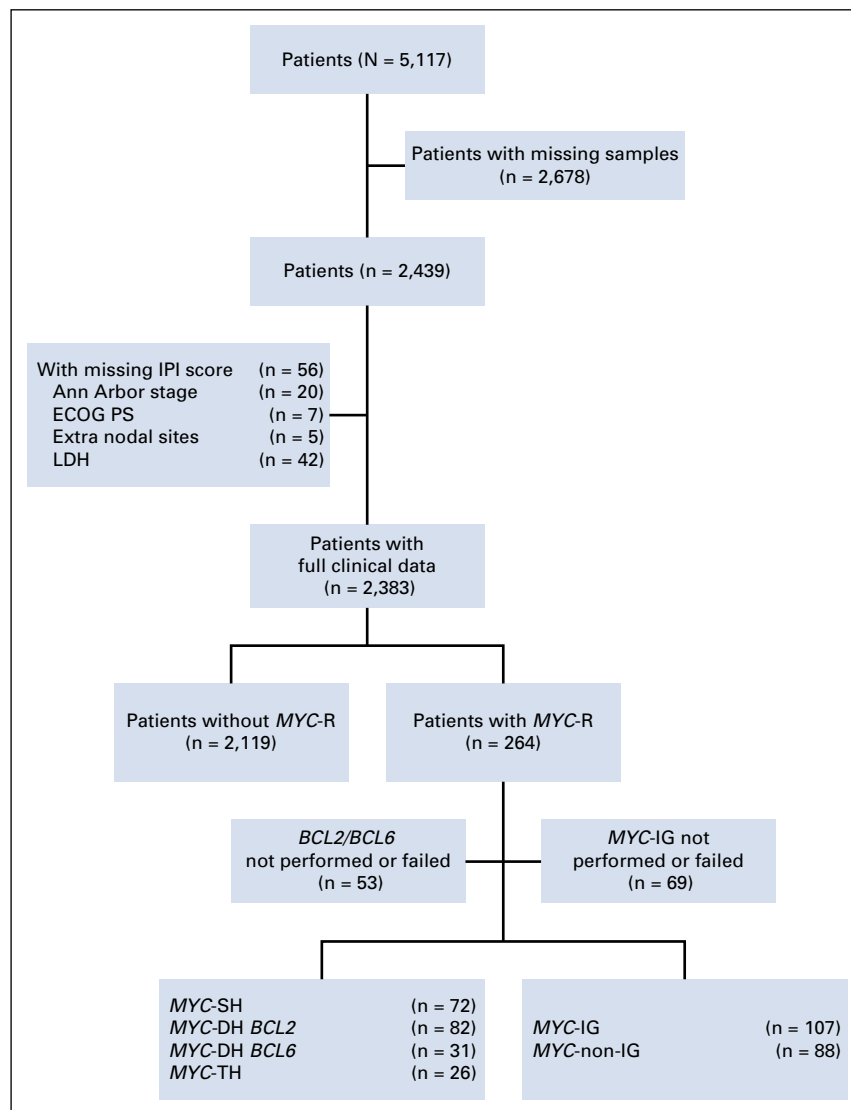 Patients (N = 5,117)
Patients with missing samples
(n = 2,678)
Patients (n = 2,439)
With missing IPI score (n = 56)
Ann Arbor stage (n = 20)
ECOG PS (n = 7)
Extra nodal sites (n = 5)
LDH (n = 42)
Patients with
full clinical data
(n = 2,383)
Patients without MYC-R
(n = 2,119)
Patients with MYC-R
(n = 264)
BCL2/BCL6
not performed or failed
(n = 53)
MYC-IG not
performed or failed
(n = 69)
MYC-SH (n = 72)
MYC-DH BCL2 (n = 82)
MYC-DH BCL6 (n = 31)
MYC-TH (n = 26)
MYC-IG (n = 107)
MYC-non-IG (n = 88)